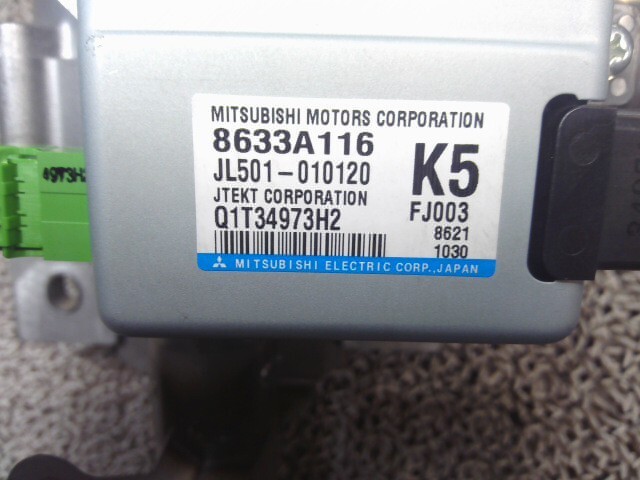 MITSUBISHI MOTORS CORPORATION
8633A116
JL501-010120
K5
JTEKT CORPORATION
Q1T34973H2
FJ003
8621
1030
MITSUBISHI ELECTRIC CORP.,JAPAN